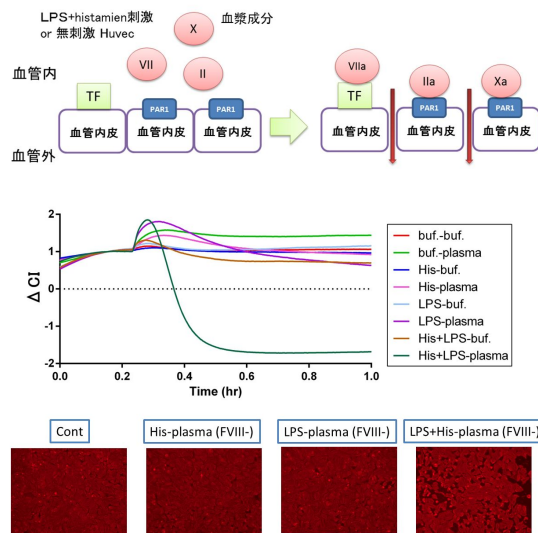 LPS+histamien刺激
or 無刺激 Huvec
X
血漿成分
VII
II
血管内
TF
PAR1
PAR1
血管内皮
血管内皮
血管内皮
血管外
VIIa
TF
IIa
PAR1
Xa
PAR1
血管内皮
血管内皮
血管内皮
Δ CI
2
1
0
-1
-2
0.0
0.2
0.4
0.6
0.8
1.0
Time (hr)
buf.-buf.
buf.-plasma
His-buf.
His-plasma
LPS-buf.
LPS-plasma
His+LPS-buf.
His+LPS-plasma
Cont
His-plasma (FVIII-)
LPS-plasma (FVIII-)
LPS+His-plasma (FVIII-)